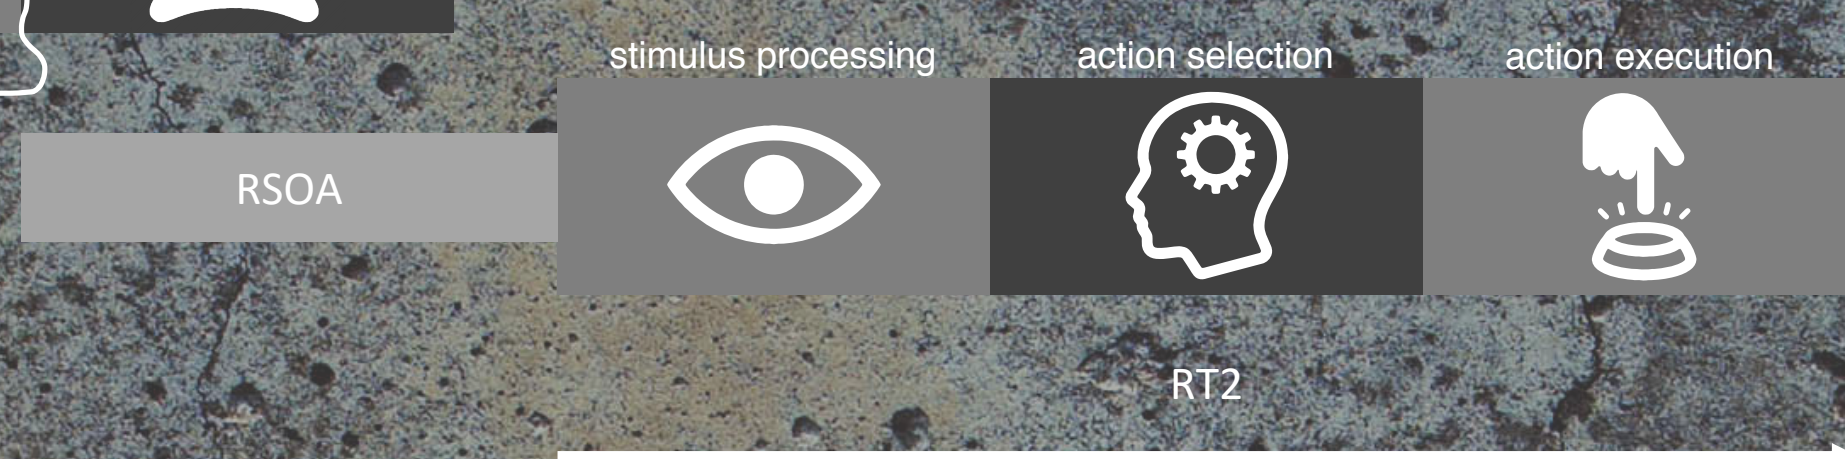 stimulus processing
action selection
action execution
RSOA
RT2